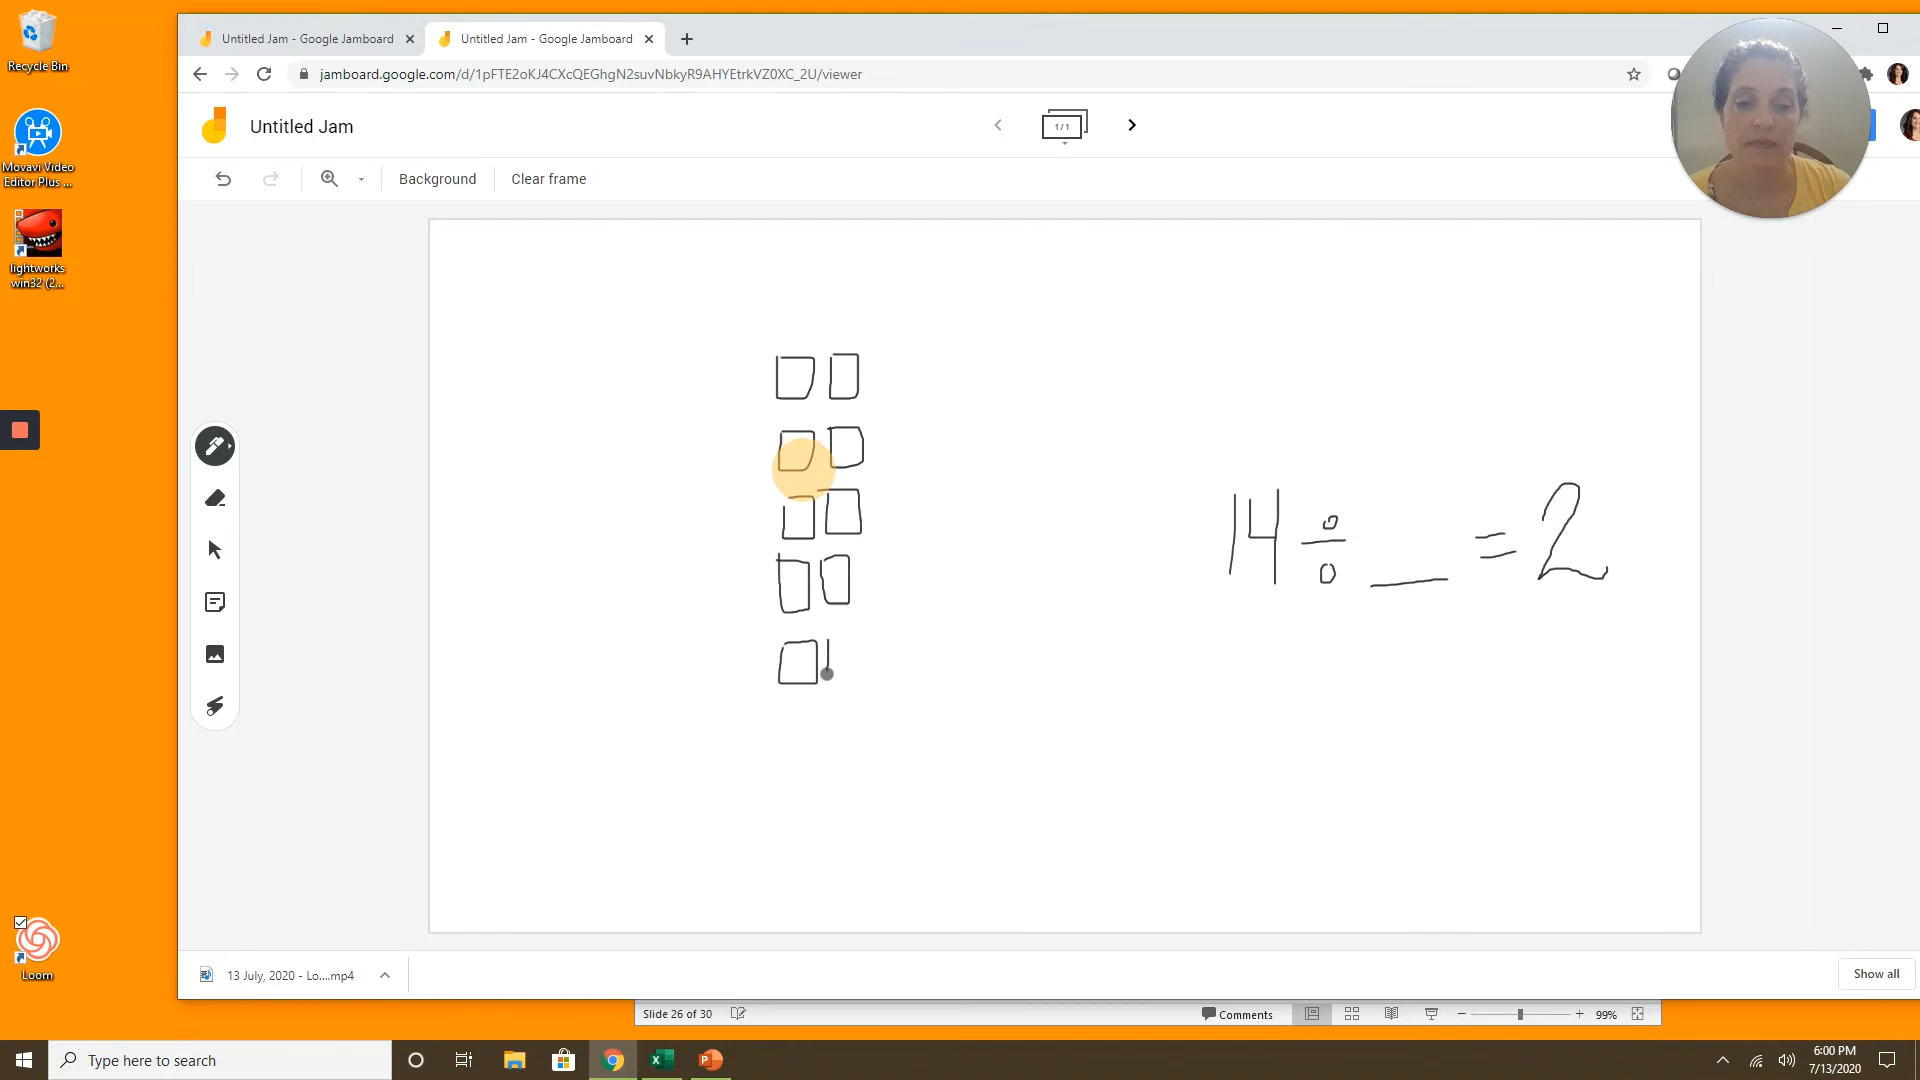 Recycle Bin
Movavi Video
Editor Plus ...
lightworks
win32 (2...
Loom
Untitled Jam - Google Jamboard
Untitled Jam - Google Jamboard
jamboard.google.com/d/1pFTE2oKJ4CXcQEGhgN2suvNbkyR9AHYEtrkVZ0XC_2U/viewer
Untitled Jam
1/1
Background
Clear frame
14 ÷ __ = 2
13 July, 2020 - Lo....mp4
Show all
Slide 26 of 30
Comments
99%
Type here to search
6:00 PM
7/13/2020